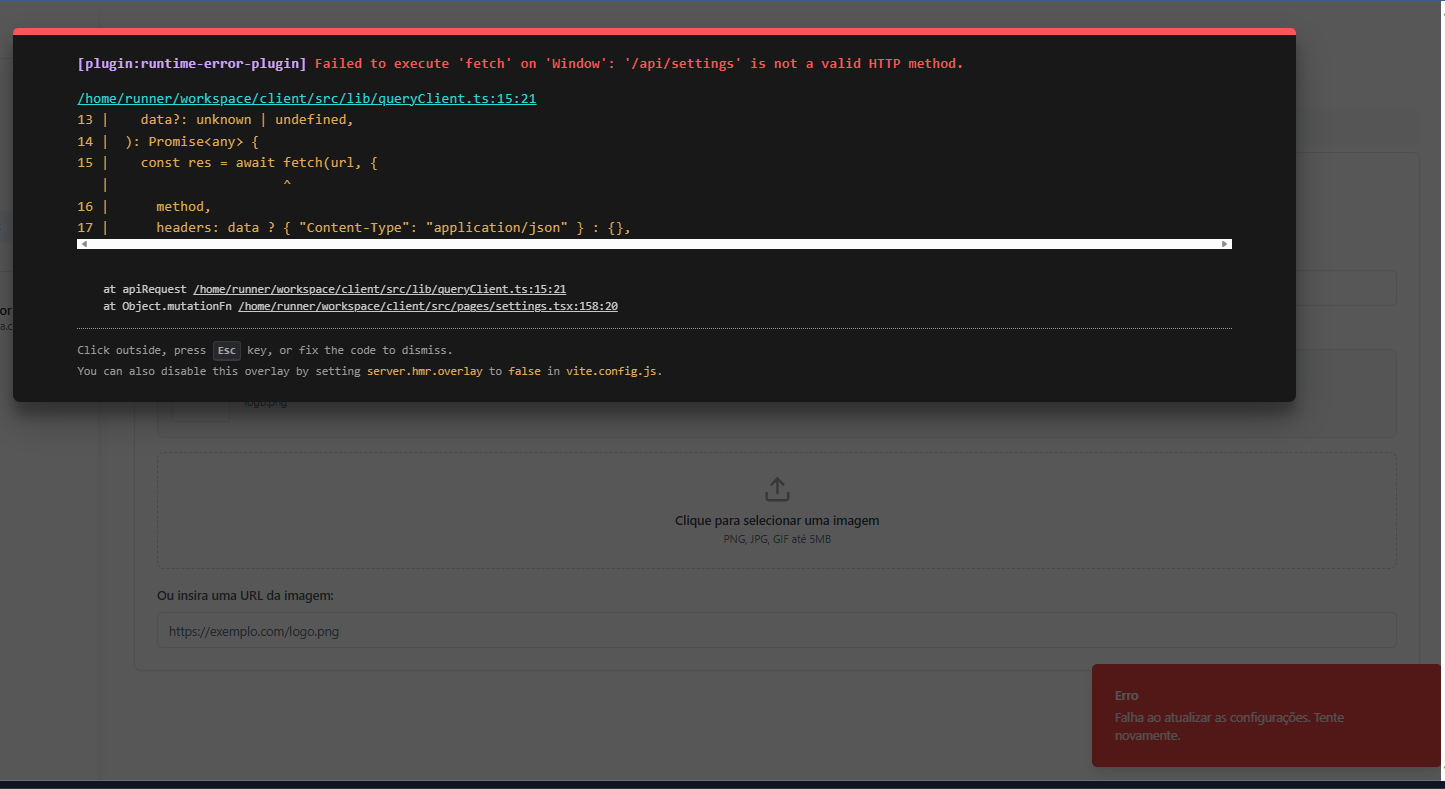 [plugin:runtime-error-plugin] Failed to execute 'fetch' on 'Window': '/api/settings' is not a valid HTTP method.
/home/runner/workspace/client/src/lib/queryClient.ts:15:21
13 |    data?: unknown | undefined,
14 |  ): Promise<any> {
15 |    const res = await fetch(url, {
   |                      ^
16 |      method,
17 |      headers: data ? { "Content-Type": "application/json" } : {},
at apiRequest /home/runner/workspace/client/src/lib/queryClient.ts:15:21
at Object.mutationFn /home/runner/workspace/client/src/pages/settings.tsx:158:20
Click outside, press Esc key, or fix the code to dismiss.
You can also disable this overlay by setting server.hmr.overlay to false in vite.config.js.
or
a.c
logo.png
Clique para selecionar uma imagem
PNG, JPG, GIF até 5MB
Ou insira uma URL da imagem:
https://exemplo.com/logo.png
Erro
Falha ao atualizar as configurações. Tente
novamente.